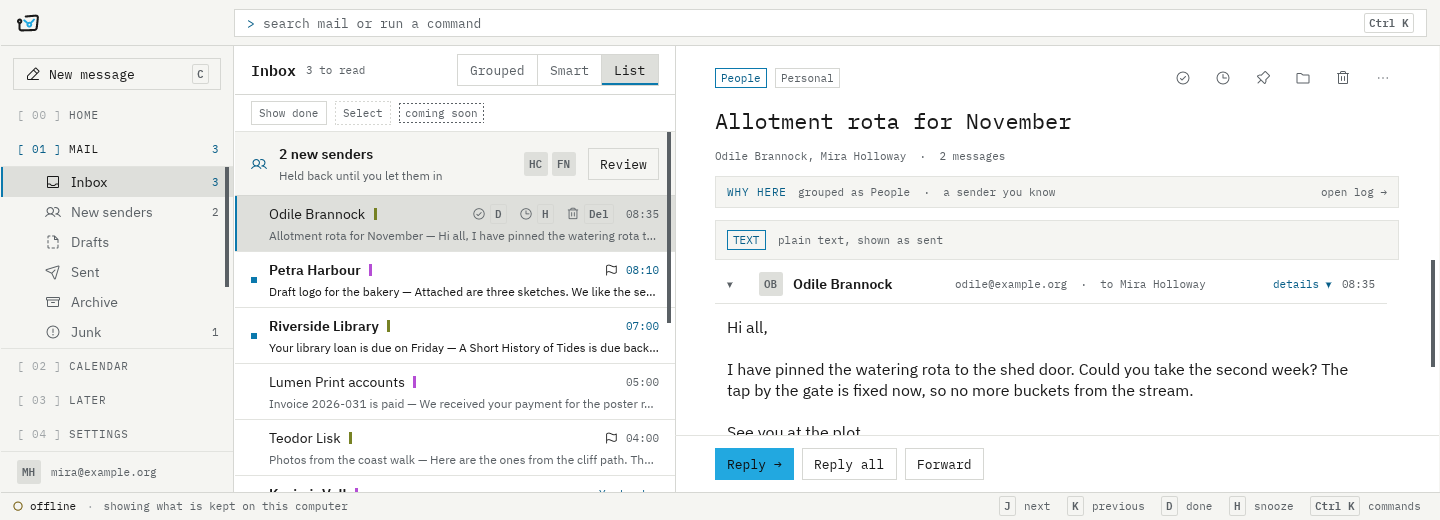 > search mail or run a command Ctrl K
New message C
[ 00 ] HOME
[ 01 ] MAIL 3
Inbox 3
New senders 2
Drafts
Sent
Archive
Junk 1
[ 02 ] CALENDAR
[ 03 ] LATER
[ 04 ] SETTINGS
MH mira@example.org
Inbox 3 to read Grouped Smart List
Show done Select coming soon
2 new senders
Held back until you let them in
HC FN Review
Odile Brannock D H Del 08:35
Allotment rota for November — Hi all, I have pinned the watering rota t…
Petra Harbour 08:10
Draft logo for the bakery — Attached are three sketches. We like the se…
Riverside Library 07:00
Your library loan is due on Friday — A Short History of Tides is due back…
Lumen Print accounts 05:00
Invoice 2026-031 is paid — We received your payment for the poster r…
Teodor Lisk 04:00
Photos from the coast walk — Here are the ones from the cliff path. Th…
People Personal ...
Allotment rota for November
Odile Brannock, Mira Holloway · 2 messages
WHY HERE grouped as People · a sender you know open log →
TEXT plain text, shown as sent
▾ OB Odile Brannock odile@example.org · to Mira Holloway details ▾ 08:35
Hi all,
I have pinned the watering rota to the shed door. Could you take the second week? The
tap by the gate is fixed now, so no more buckets from the stream.
See you at the plot
Reply → Reply all Forward
offline · showing what is kept on this computer
J next K previous D done H snooze Ctrl K commands